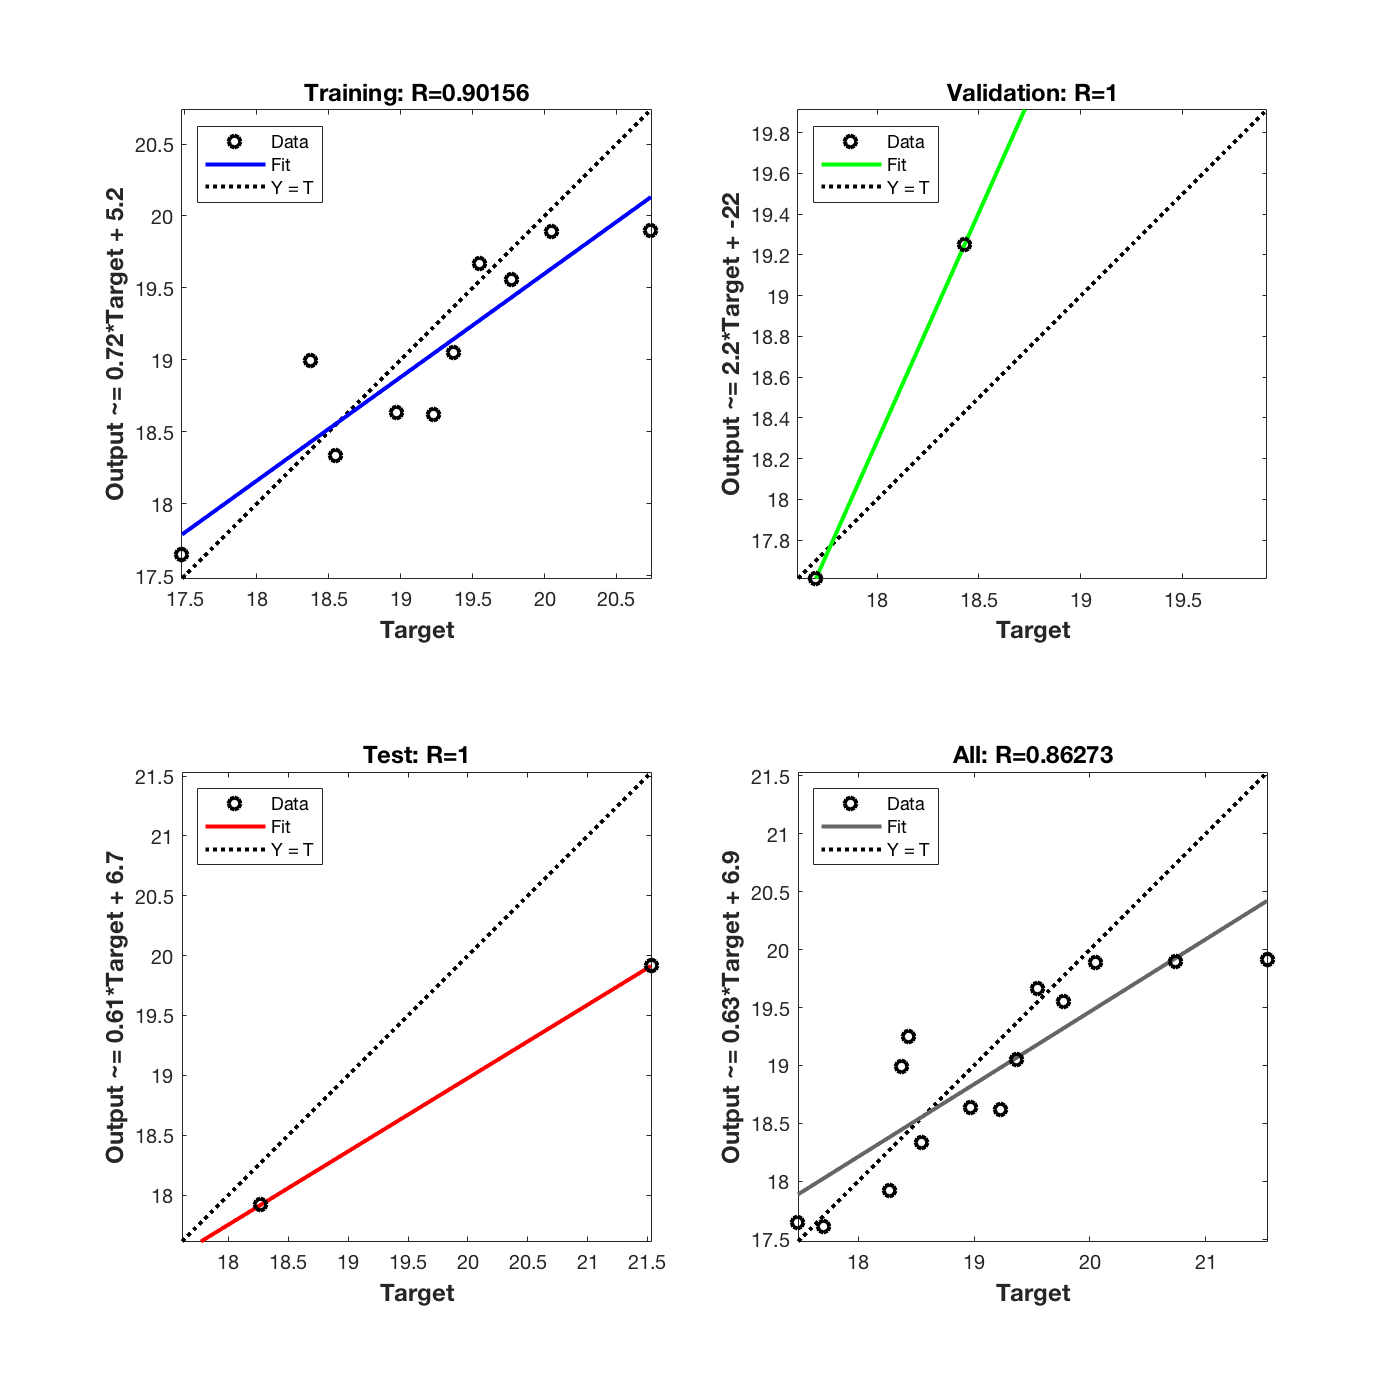 Training: R=0.90156
Data
Fit
Y = T
20.5
20
19.5
19
18.5
18
17.5
17.5 18 18.5 19 19.5 20 20.5
Target
Output ~= 0.72*Target + 5.2
Validation: R=1
Data
Fit
Y = T
19.8
19.6
19.4
19.2
19
18.8
18.6
18.4
18.2
18
17.8
18 18.5 19 19.5
Target
Output ~= 2.2*Target + -22
Test: R=1
Data
Fit
Y = T
21.5
21
20.5
20
19.5
19
18.5
18
18 18.5 19 19.5 20 20.5 21 21.5
Target
Output ~= 0.61*Target + 6.7
All: R=0.86273
Data
Fit
Y = T
21.5
21
20.5
20
19.5
19
18.5
18
17.5
18 19 20 21
Target
Output ~= 0.63*Target + 6.9